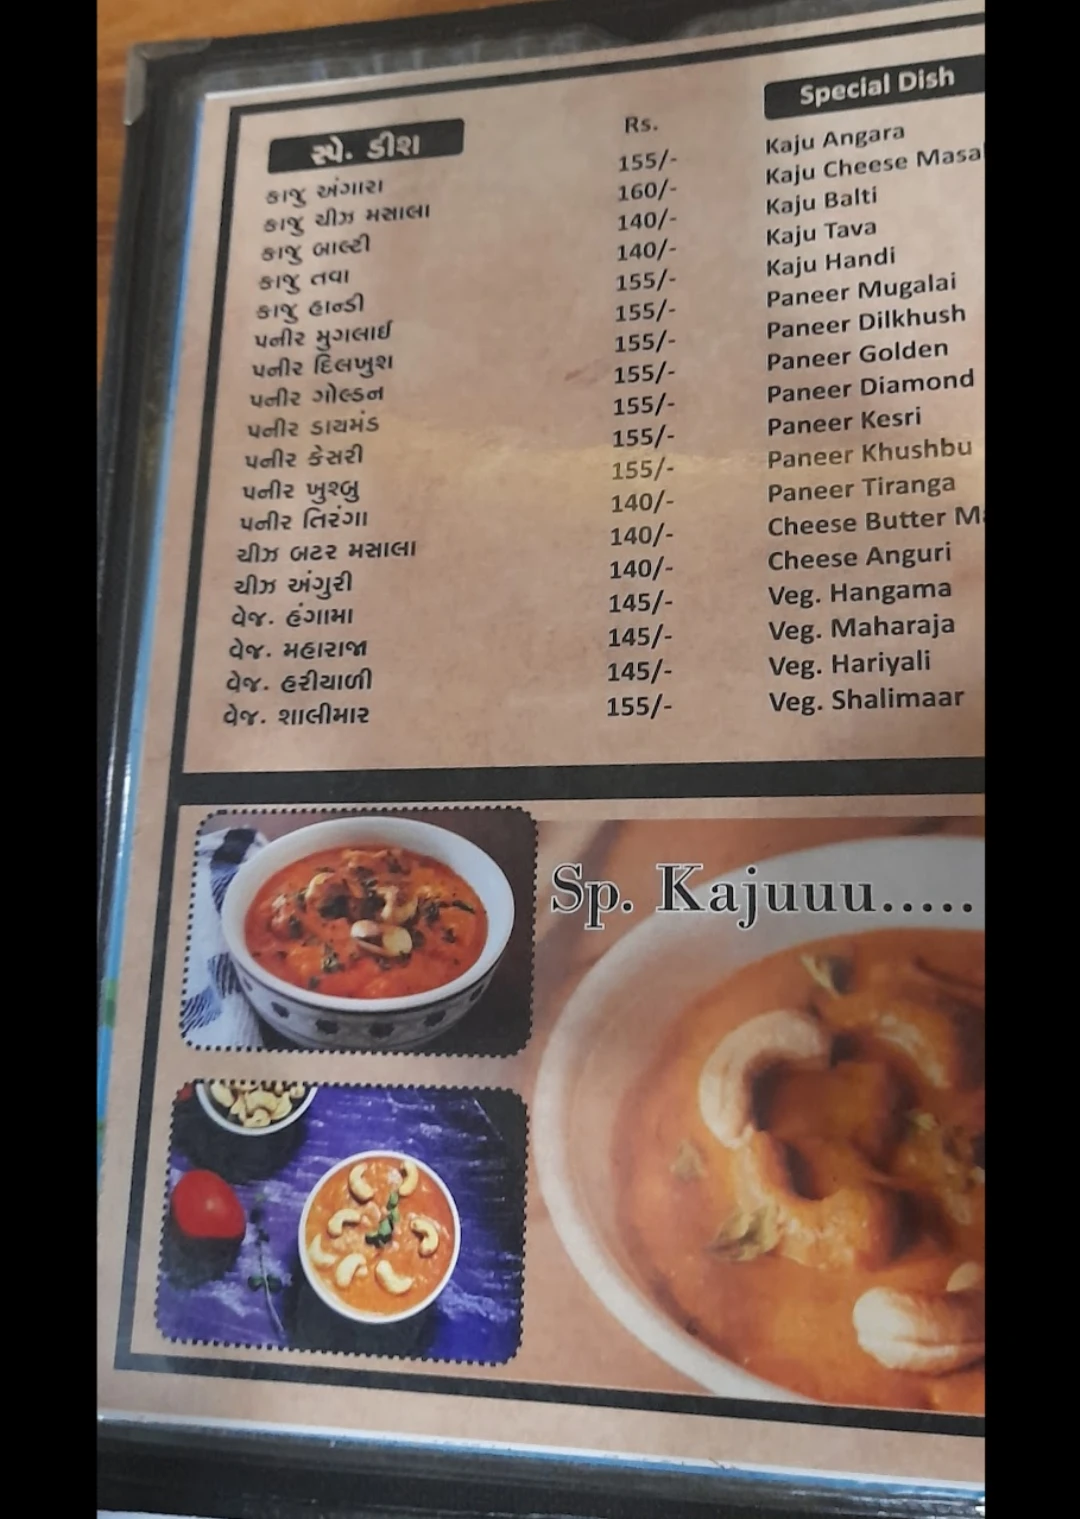 સ્પે. ડીશ Rs. Special Dish
કાજુ અંગારા 155/- Kaju Angara
કાજુ ચીઝ મસાલા 160/- Kaju Cheese
કાજુ બાલ્ટી 140/- Kaju Balti
કાજુ તવા 140/- Kaju Tava
કાજુ હાન્ડી 155/- Kaju Handi
પનીર મુગલાઈ 155/- Paneer Mugalai
પનીર દિલખુશ 155/- Paneer Dilkhush
પનીર ગોલ્ડન 155/- Paneer Golden
પનીર ડાયમંડ 155/- Paneer Diamond
પનીર કેસરી 155/- Paneer Kesri
પનીર ખુશ્બુ 155/- Paneer Khushbu
પનીર તિરંગા 140/- Paneer Tiranga
ચીઝ બટર મસાલા 140/- Cheese Butter
ચીઝ અંગુરી 140/- Cheese Anguri
વેજ. હંગામા 145/- Veg. Hangama
વેજ. મહારાજા 145/- Veg. Maharaja
વેજ. હરીયાળી 145/- Veg. Hariyali
વેજ. શાલીમાર 155/- Veg. Shalimaar
Sp. Kajuuu.....